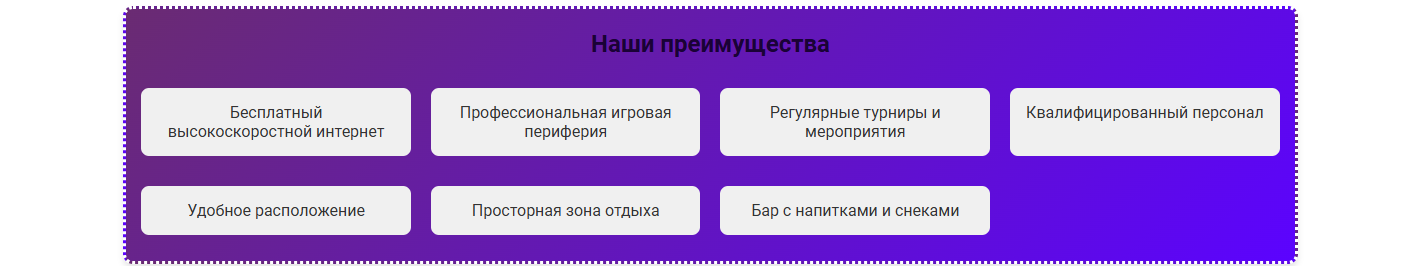 Наши преимущества
Бесплатный
высокоскоростной интернет
Профессиональная игровая
периферия
Регулярные турниры и
мероприятия
Квалифицированный персонал
Удобное расположение
Просторная зона отдыха
Бар с напитками и снеками